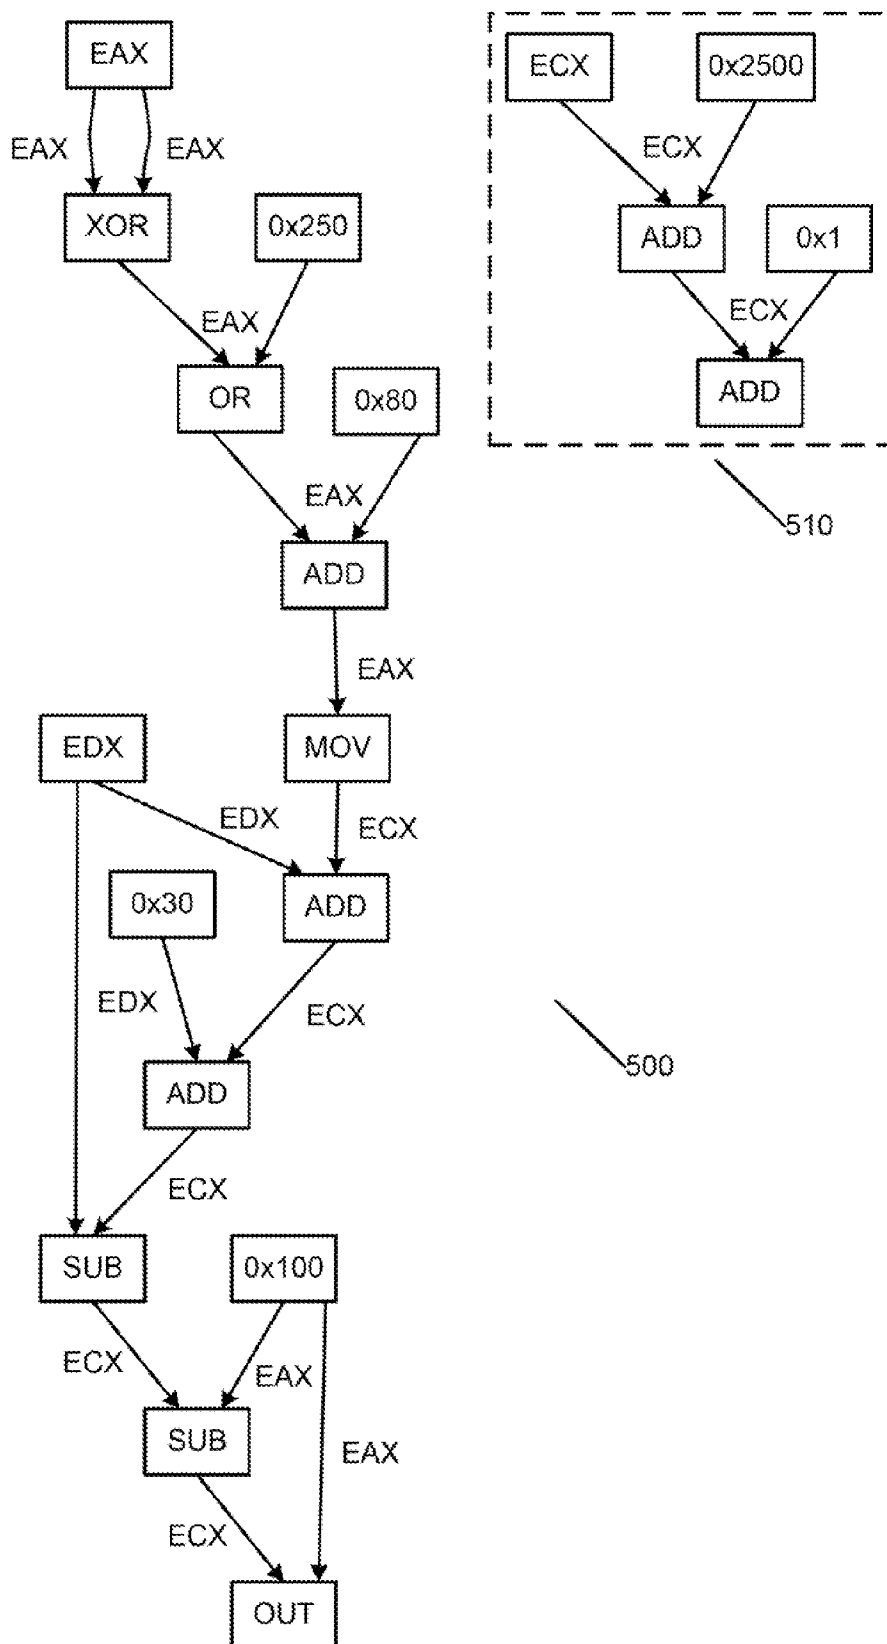 EAX
ECX
0x2500
EAX
EAX
ECX
XOR
0x250
ADD
0x1
EAX
ECX
OR
0x80
ADD
EAX
510
ADD
EAX
EDX
MOV
EDX
ECX
0x30
ADD
EDX
ECX
500
ADD
ECX
SUB
0x100
ECX
EAX
SUB
EAX
ECX
OUT